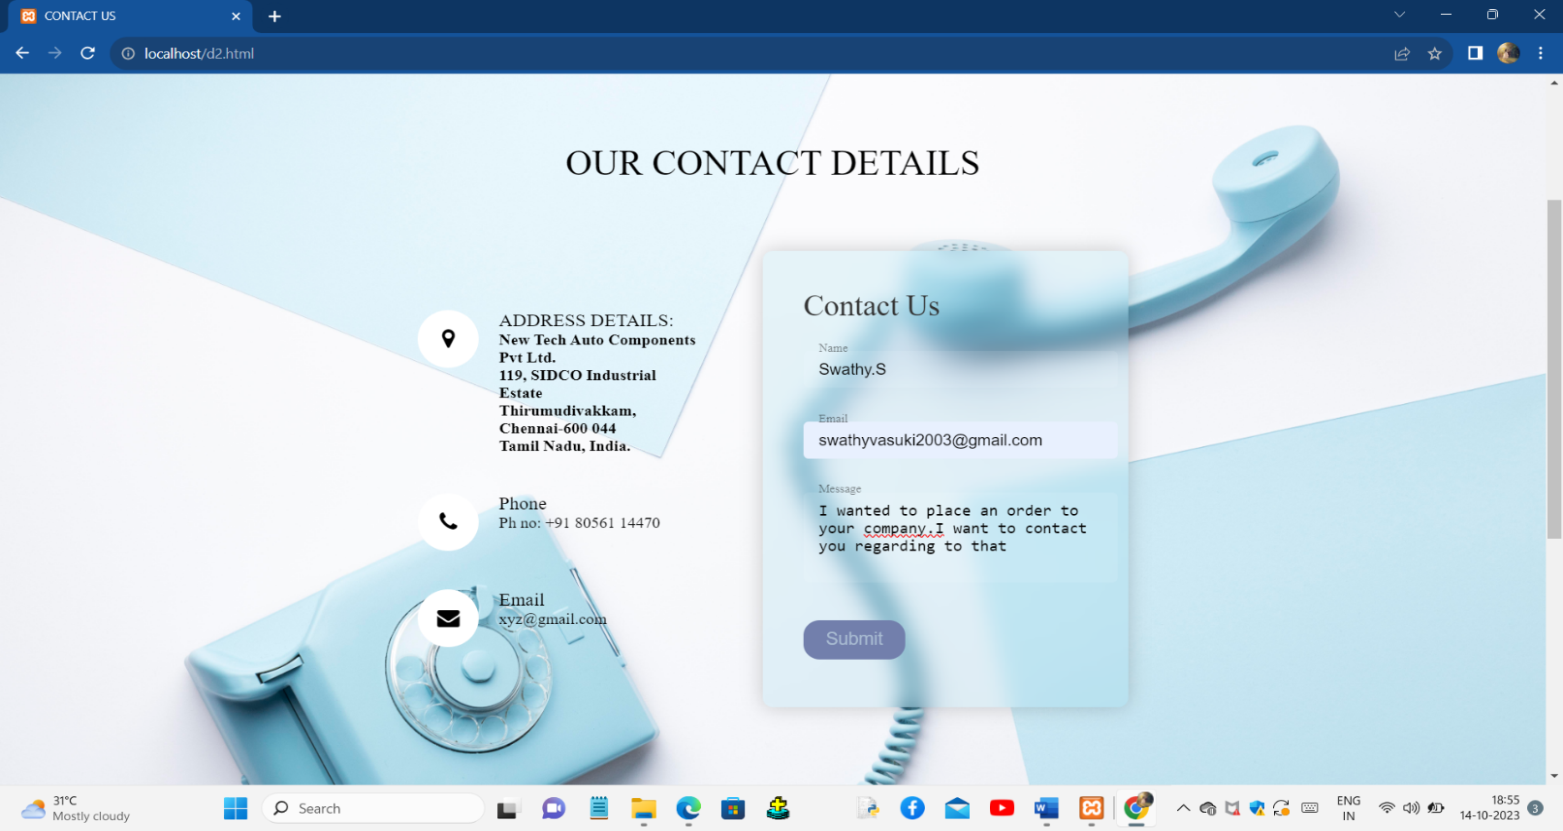 CONTACT US
localhost/d2.html
OUR CONTACT DETAILS
ADDRESS DETAILS:
New Tech Auto Components
Pvt Ltd.
119, SIDCO Industrial
Estate
Thirumudivakkam,
Chennai-600 044
Tamil Nadu, India.
Phone
Ph no: +91 80561 14470
Email
xyz@gmail.com
Contact Us
Name
Swathy.S
Email
swathyvasuki2003@gmail.com
Message
I wanted to place an order to
your company.I want to contact
you regarding to that
Submit
31°C
Mostly cloudy
Search
ENG
IN
18:55
14-10-2023
3